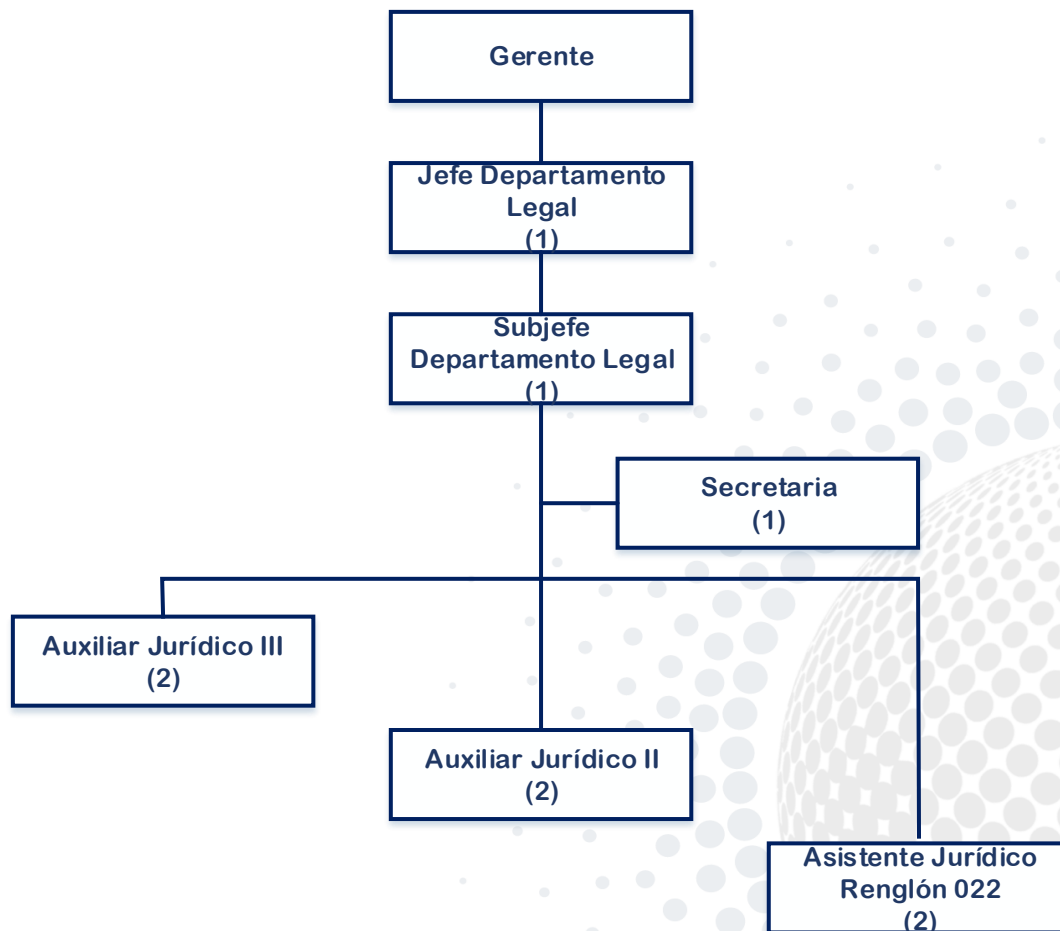 Gerente
Jefe Departamento
Legal
(1)
Subjefe
Departamento Legal
(1)
Secretaria
(1)
Auxiliar Jurídico III
(2)
Auxiliar Jurídico II
(2)
Asistente Jurídico
Renglón 022
(2)